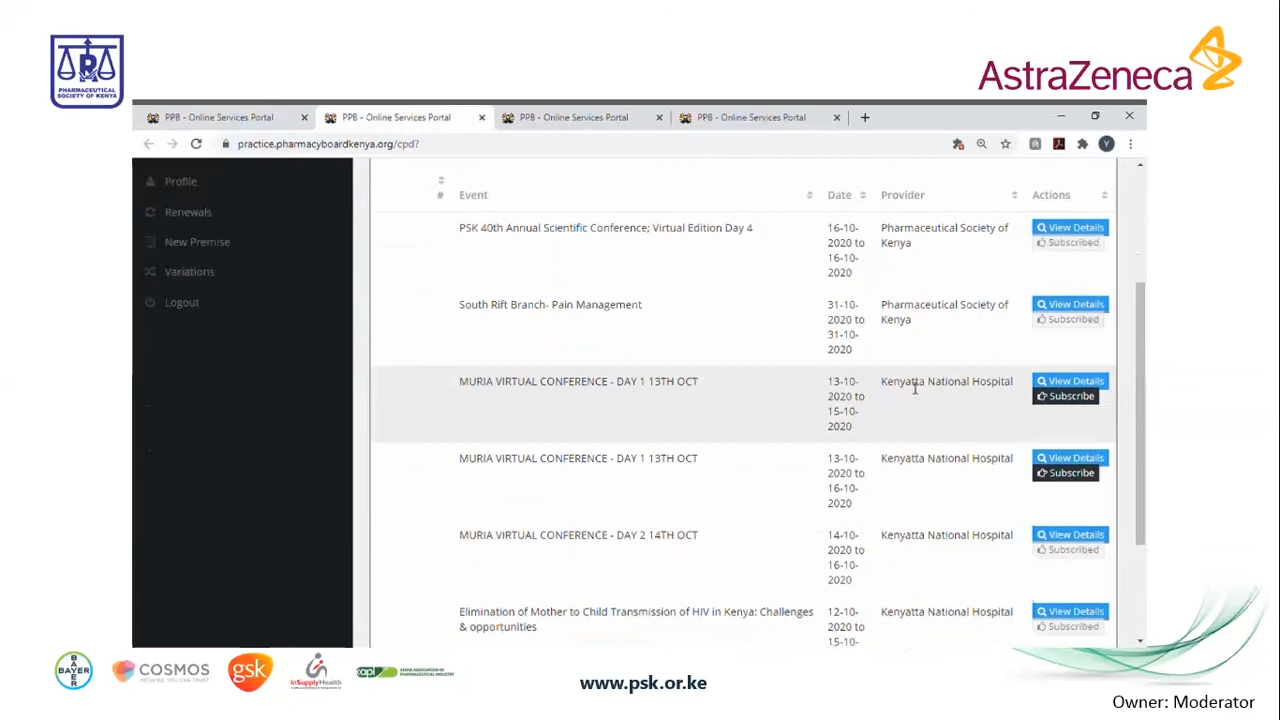 PHARMACEUTICAL
SOCIETY OF KENYA
AstraZeneca
PPB - Online Services Portal
PPB - Online Services Portal
PPB - Online Services Portal
PPB - Online Services Portal
practice.pharmacyboardkenya.org/cpd?
Y
Profile
Renewals
New Premise
Variations
Logout
# Event Date Provider Actions
PSK 40th Annual Scientific Conference; Virtual Edition Day 4
16-10-
2020 to
16-10-
2020
Pharmaceutical Society of
Kenya
View Details
Subscribed
South Rift Branch- Pain Management
31-10-
2020 to
31-10-
2020
Pharmaceutical Society of
Kenya
View Details
Subscribed
MURIA VIRTUAL CONFERENCE - DAY 1 13TH OCT
13-10-
2020 to
15-10-
2020
Kenyatta National Hospital
View Details
Subscribe
MURIA VIRTUAL CONFERENCE - DAY 1 13TH OCT
13-10-
2020 to
16-10-
2020
Kenyatta National Hospital
View Details
Subscribe
MURIA VIRTUAL CONFERENCE - DAY 2 14TH OCT
14-10-
2020 to
16-10-
2020
Kenyatta National Hospital
View Details
Subscribed
Elimination of Mother to Child Transmission of HIV in Kenya: Challenges
& opportunities
12-10-
2020 to
15-10-
Kenyatta National Hospital
View Details
Subscribed
BAYER
BAYER
COSMOS
gsk
inSupplyHealth
www.psk.or.ke
Owner: Moderator